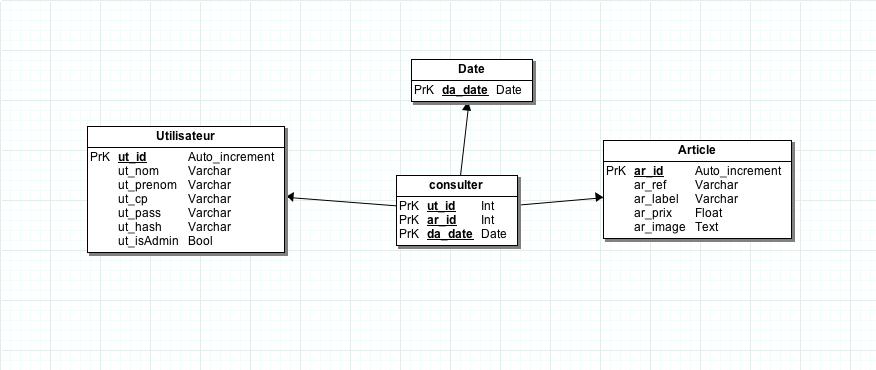 Date
PrK da_date Date
Utilisateur
PrK ut_id Auto_increment
ut_nom Varchar
ut_prenom Varchar
ut_cp Varchar
ut_pass Varchar
ut_hash Varchar
ut_isAdmin Bool
consulter
PrK ut_id Int
PrK ar_id Int
PrK da_date Date
Article
PrK ar_id Auto_increment
ar_ref Varchar
ar_label Varchar
ar_prix Float
ar_image Text